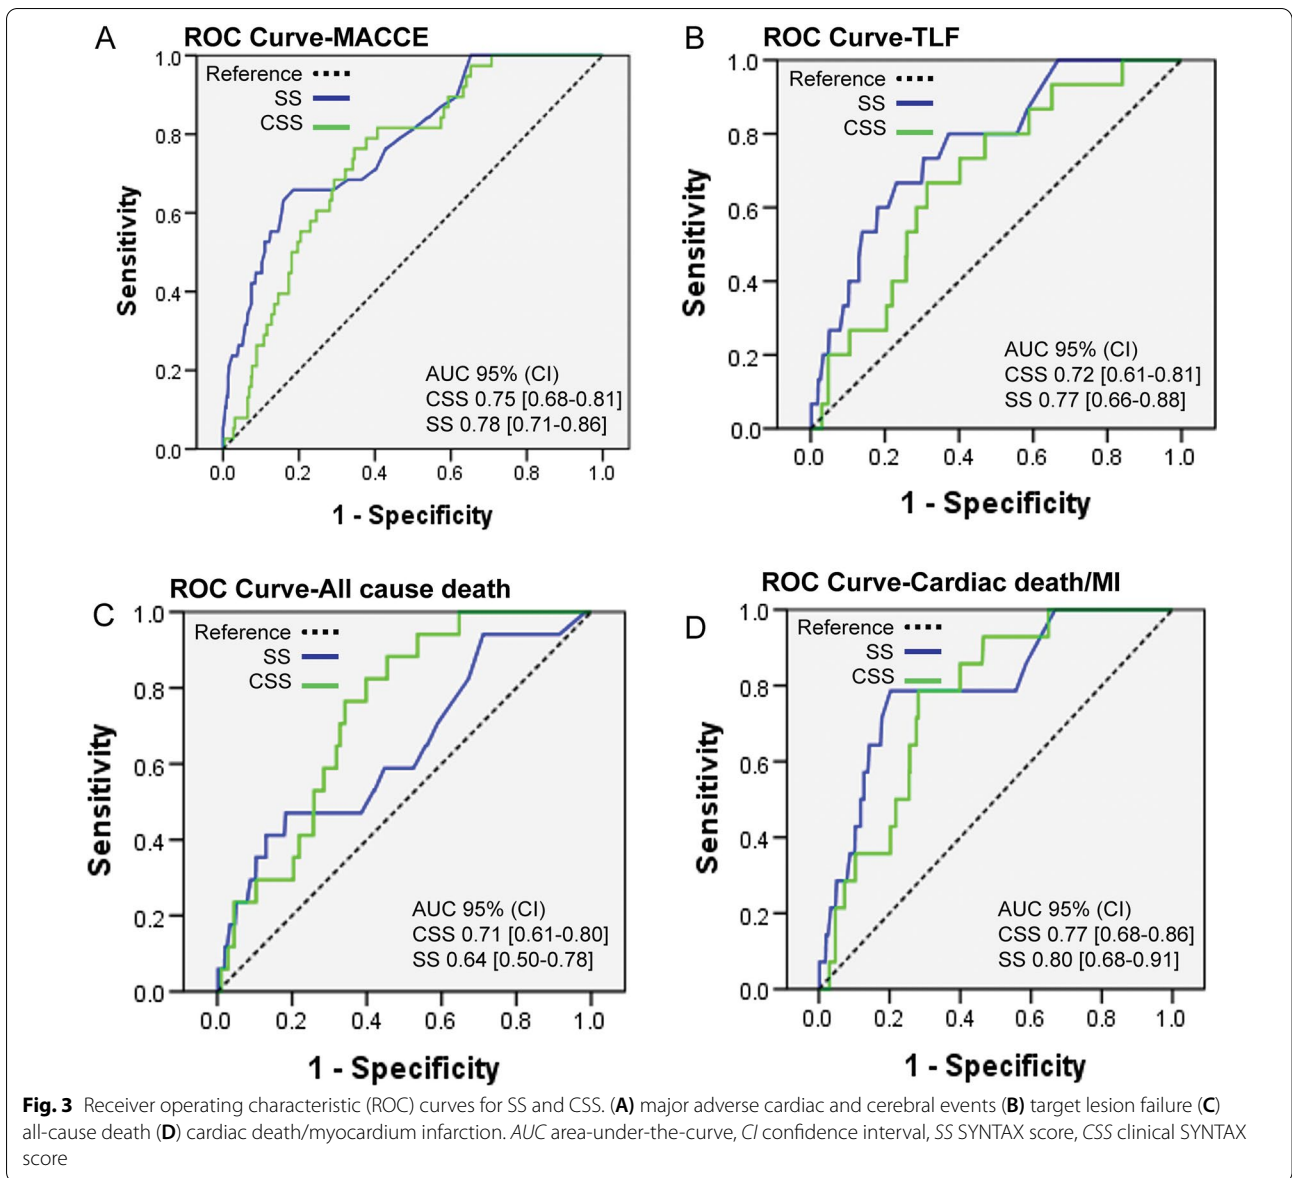 A
ROC Curve-MACCE
Reference
SS
CSS
1.0
0.8
0.6
0.4
0.2
0.0
Sensitivity
AUC 95% (CI)
CSS 0.75 [0.68-0.81]
SS 0.78 [0.71-0.86]
0.0 0.2 0.4 0.6 0.8 1.0
1 - Specificity
B
ROC Curve-TLF
Reference
SS
CSS
1.0
0.8
0.6
0.4
0.2
0.0
Sensitivity
AUC 95% (CI)
CSS 0.72 [0.61-0.81]
SS 0.77 [0.66-0.88]
0.0 0.2 0.4 0.6 0.8 1.0
1 - Specificity
C
ROC Curve-All cause death
Reference
SS
CSS
1.0
0.8
0.6
0.4
0.2
0.0
Sensitivity
AUC 95% (CI)
CSS 0.71 [0.61-0.80]
SS 0.64 [0.50-0.78]
0.0 0.2 0.4 0.6 0.8 1.0
1 - Specificity
D
ROC Curve-Cardiac death/MI
Reference
SS
CSS
1.0
0.8
0.6
0.4
0.2
0.0
Sensitivity
AUC 95% (CI)
CSS 0.77 [0.68-0.86]
SS 0.80 [0.68-0.91]
0.0 0.2 0.4 0.6 0.8 1.0
1 - Specificity
Fig. 3 Receiver operating characteristic (ROC) curves for SS and CSS. (A) major adverse cardiac and cerebral events (B) target lesion failure (C)
all-cause death (D) cardiac death/myocardium infarction. AUC area-under-the-curve, CI confidence interval, SS SYNTAX score, CSS clinical SYNTAX
score